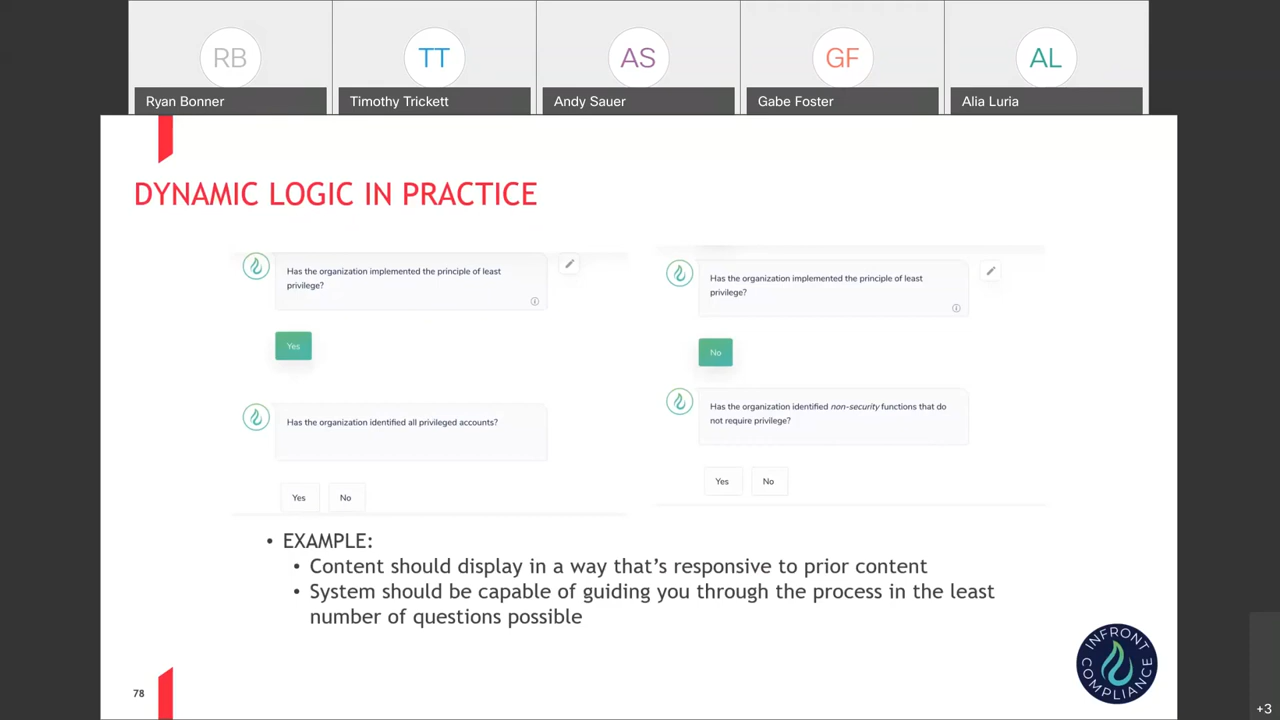 RB
TT
AS
GF
AL
Ryan Bonner
Timothy Trickett
Andy Sauer
Gabe Foster
Alia Luria
DYNAMIC LOGIC IN PRACTICE
Has the organization implemented the principle of least
privilege?
Yes
Has the organization identified all privileged accounts?
Yes No
Has the organization implemented the principle of least
privilege?
No
Has the organization identified non-security functions that do
not require privilege?
Yes No
• EXAMPLE:
• Content should display in a way that’s responsive to prior content
• System should be capable of guiding you through the process in the least
number of questions possible
78
INFRONT
COMPLIANCE
+3